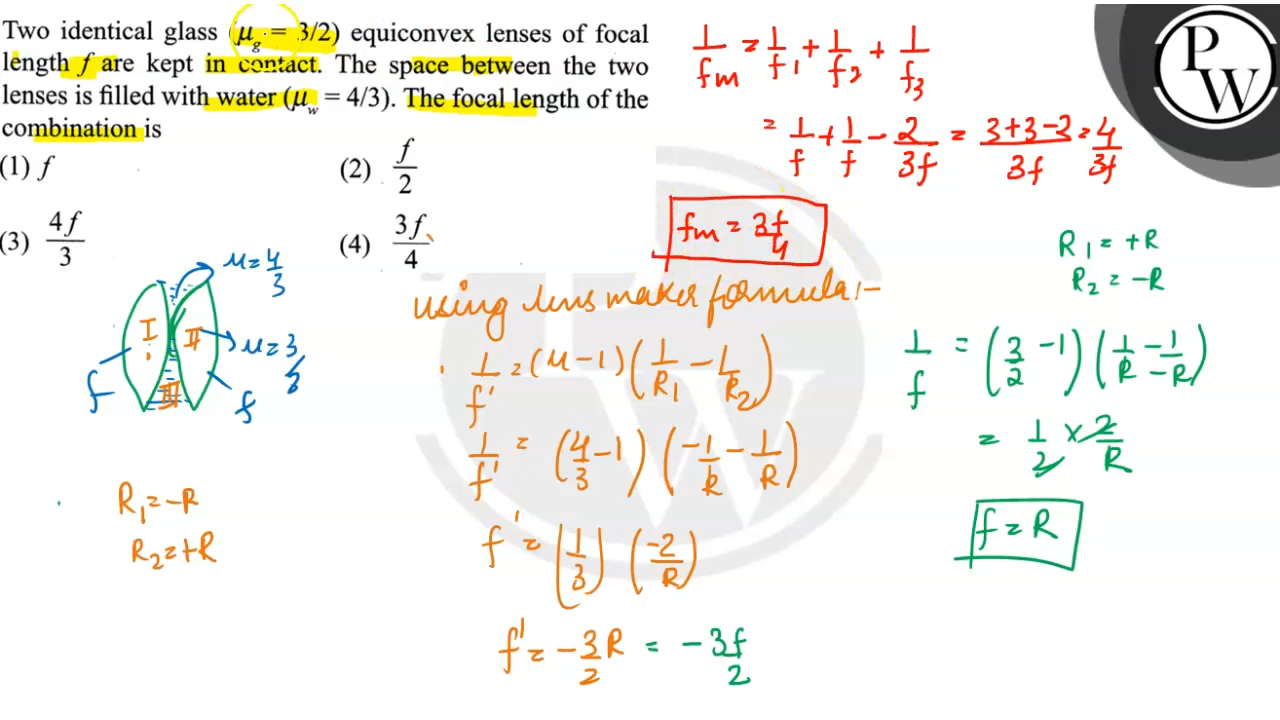 Two identical glass (μg = 3/2) equiconvex lenses of focal
length f are kept in contact. The space between the two
lenses is filled with water (μw = 4/3). The focal length of the
combination is
(1) f
(2) f/2
(3) 4f/3
(4) 3f/4
μ=4/3
I
II
III
μ=3/3
f
f
R1=-R
R2=+R
1/fm = 1/f1 + 1/f2 + 1/f3
= 1/f + 1/f - 2/3f = 3+3-2/3f = 4/3f
fm = 3f/4
using lens maker formula:-
1/f' = (μ-1) (1/R1 - 1/R2)
1/f' = (4/3 - 1) (-1/R - 1/R)
f' = (1/3) (-2/R)
f' = -3R/2 = -3f/2
R1 = +R
R2 = -R
1/f = (3/2 - 1) (1/R - 1/-R)
= 1/2 × 2/R
f = R
P
W
PW